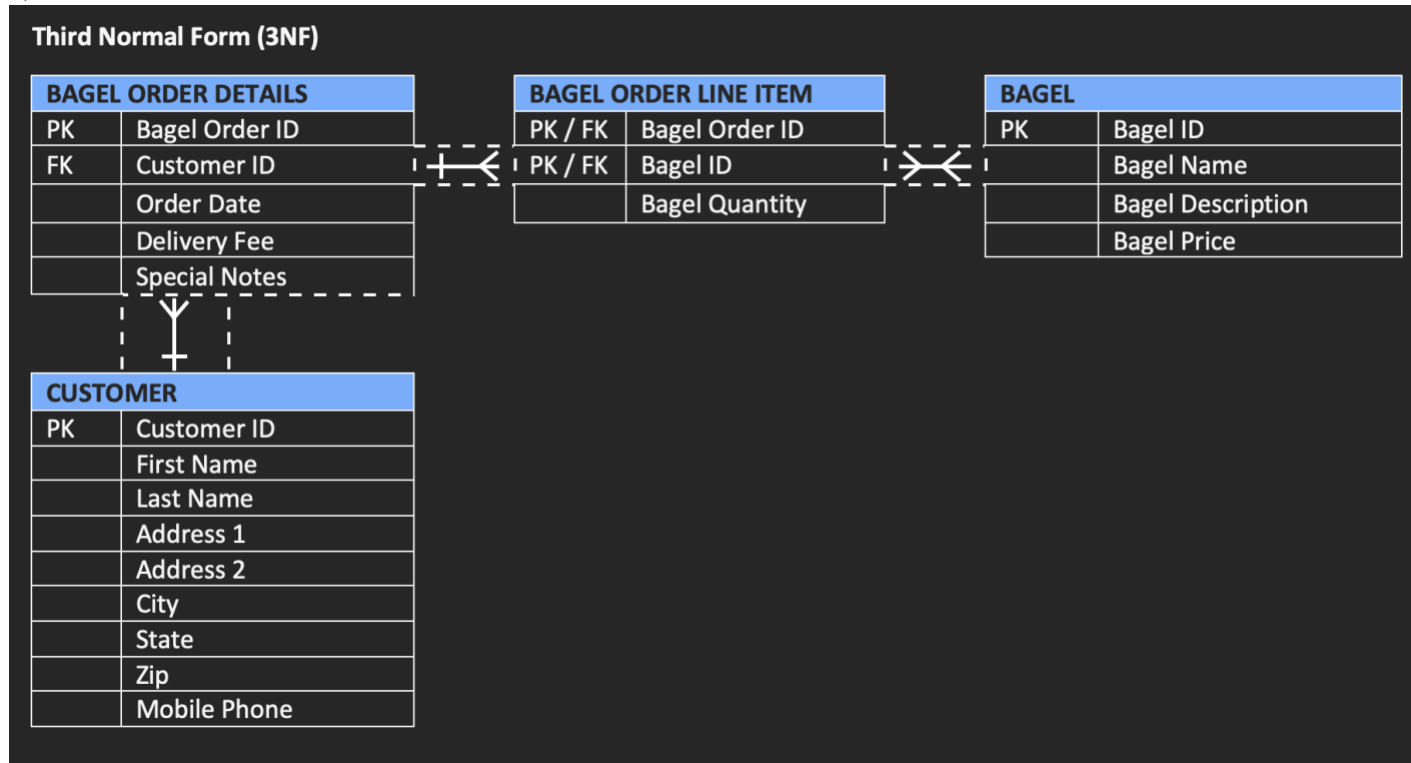 Third Normal Form (3NF)
BAGEL ORDER DETAILS
PK Bagel Order ID
FK Customer ID
Order Date
Delivery Fee
Special Notes
BAGEL ORDER LINE ITEM
PK / FK Bagel Order ID
PK / FK Bagel ID
Bagel Quantity
BAGEL
PK Bagel ID
Bagel Name
Bagel Description
Bagel Price
CUSTOMER
PK Customer ID
First Name
Last Name
Address 1
Address 2
City
State
Zip
Mobile Phone